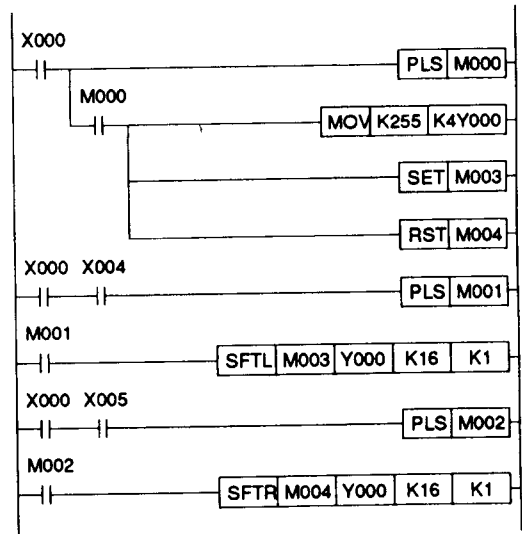 X000
PLS M000
M000
MOV K255 K4Y000
SET M003
RST M004
X000 X004
PLS M001
M001
SFTL M003 Y000 K16 K1
X000 X005
PLS M002
M002
SFTR M004 Y000 K16 K1